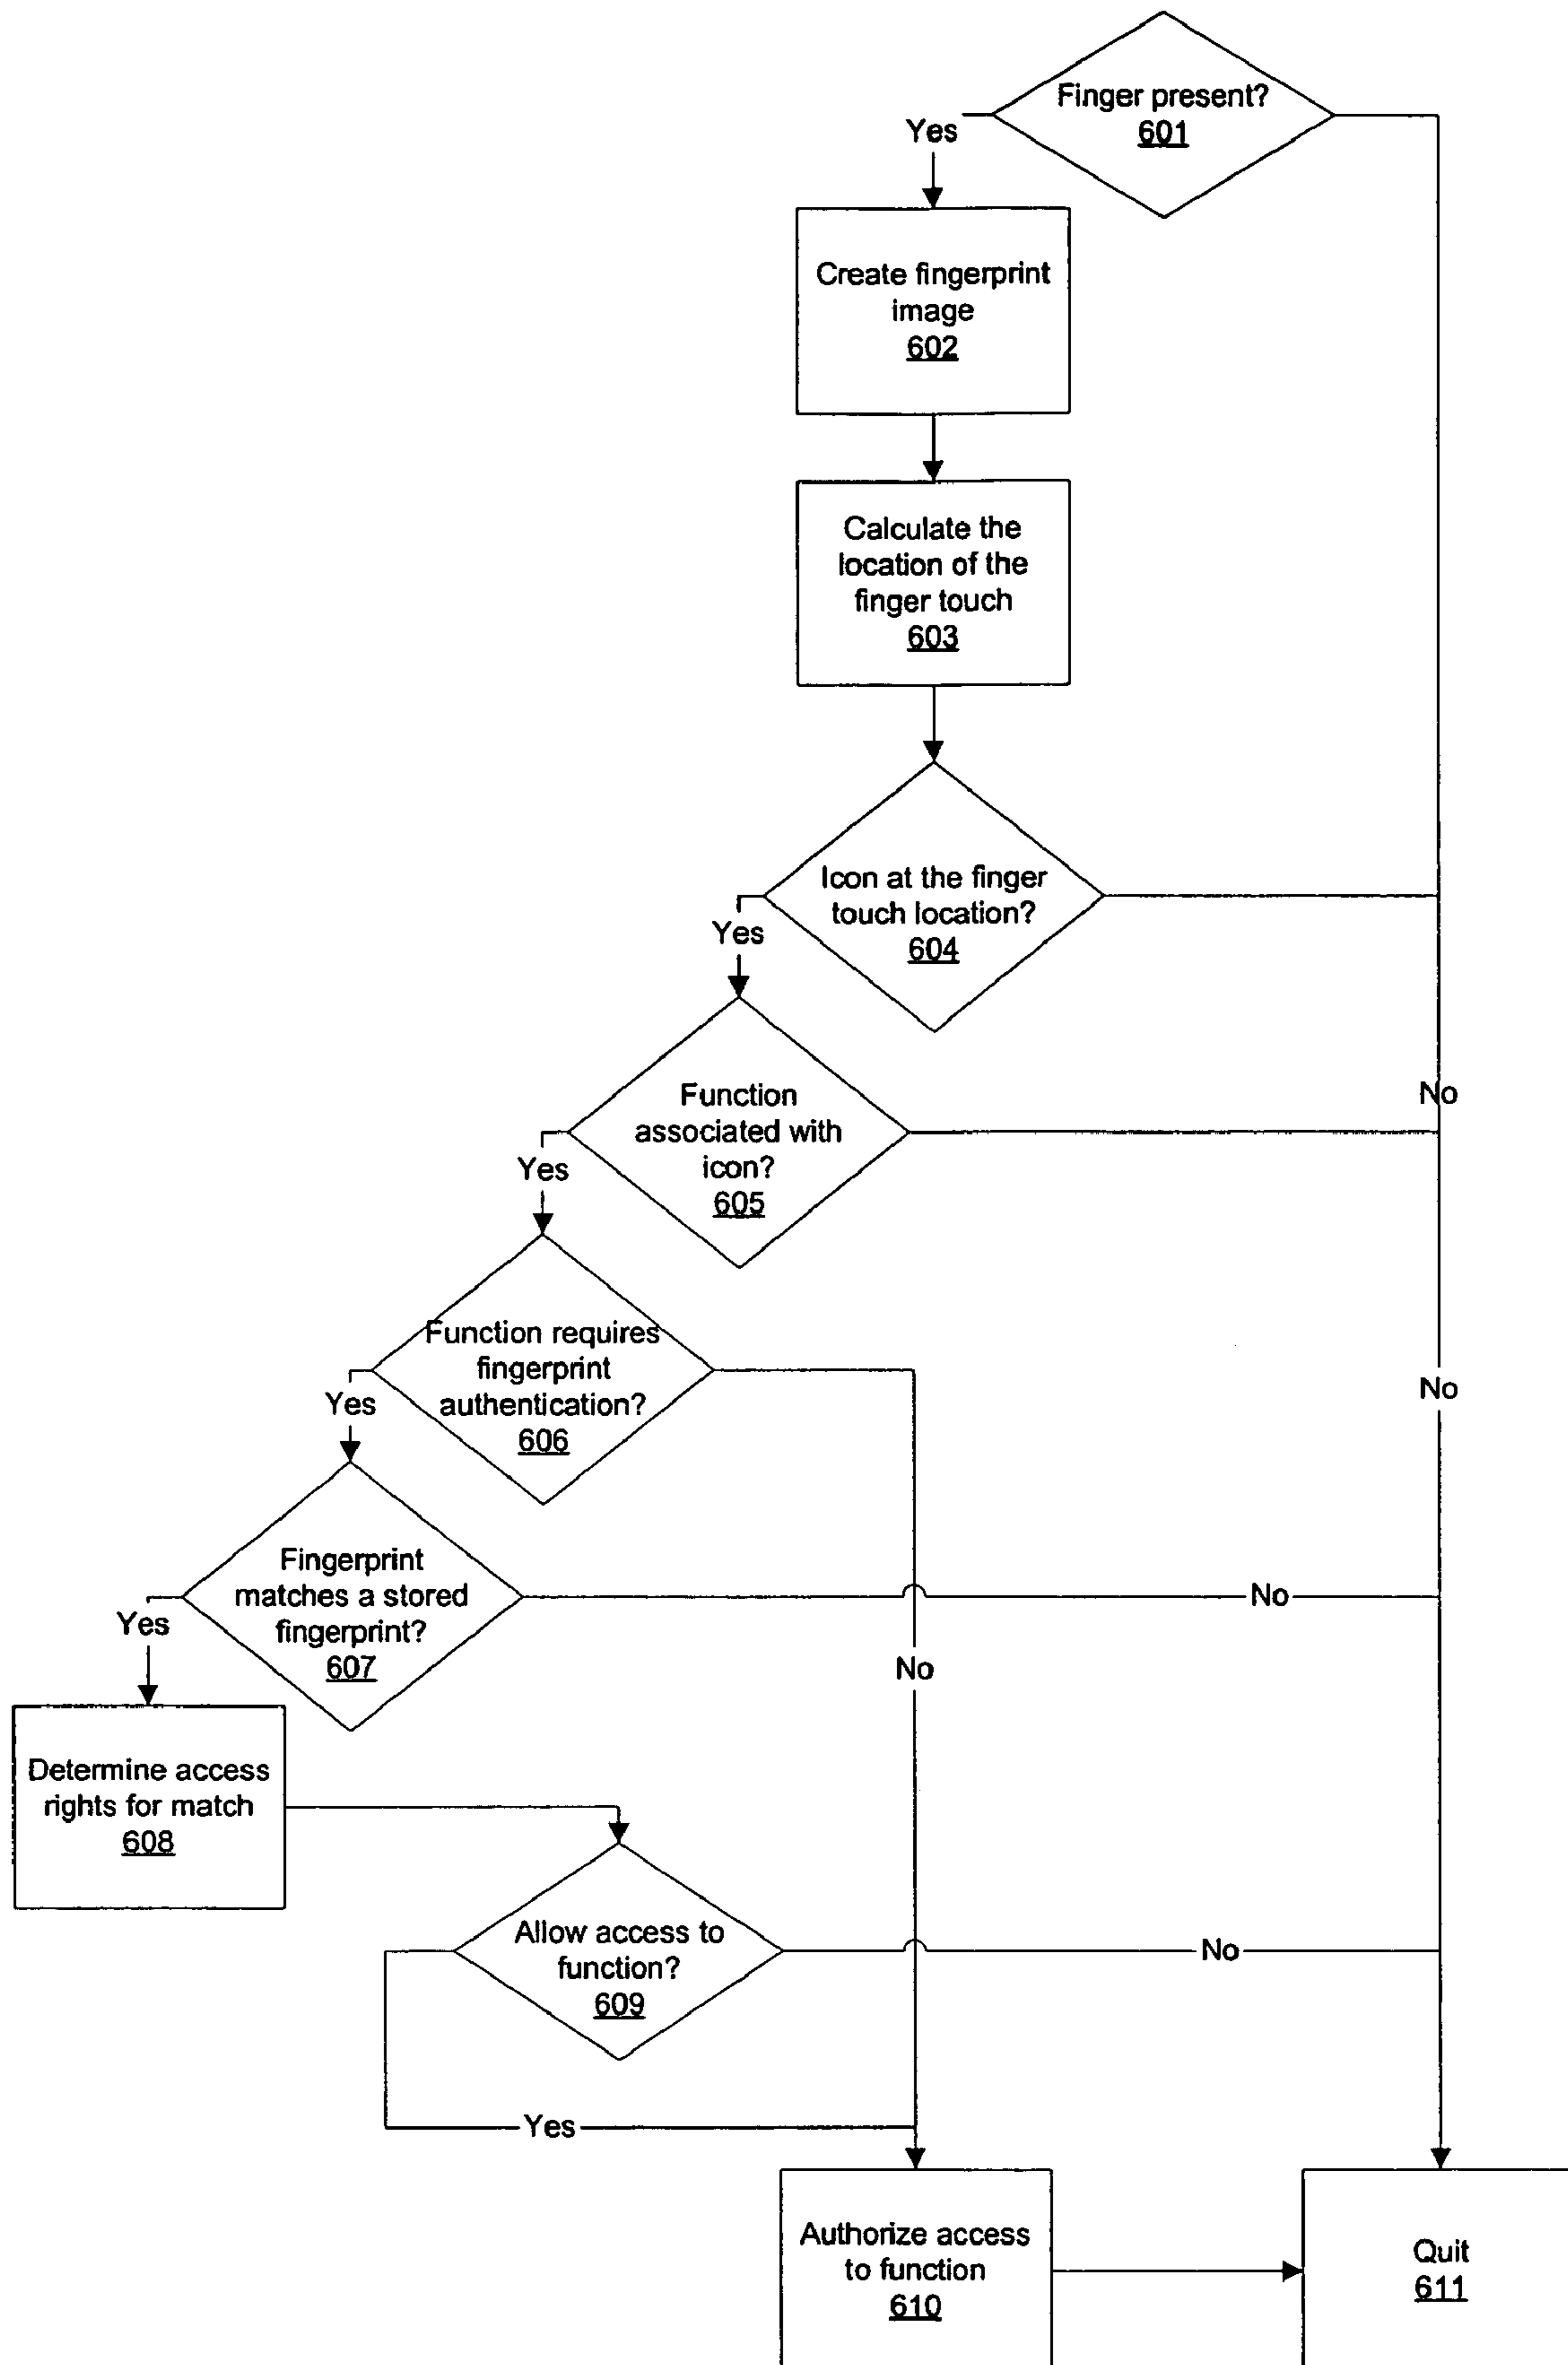 Finger present?
601
Yes
Create fingerprint
image
602
Calculate the
location of the
finger touch
603
Icon at the finger
touch location?
604
Yes
Function
associated with
icon?
605
No
Yes
Function requires
fingerprint
authentication?
606
No
Yes
Fingerprint
matches a stored
fingerprint?
607
No
Yes
No
Determine access
rights for match
608
Allow access to
function?
609
No
Yes
Authorize access
to function
610
Quit
611